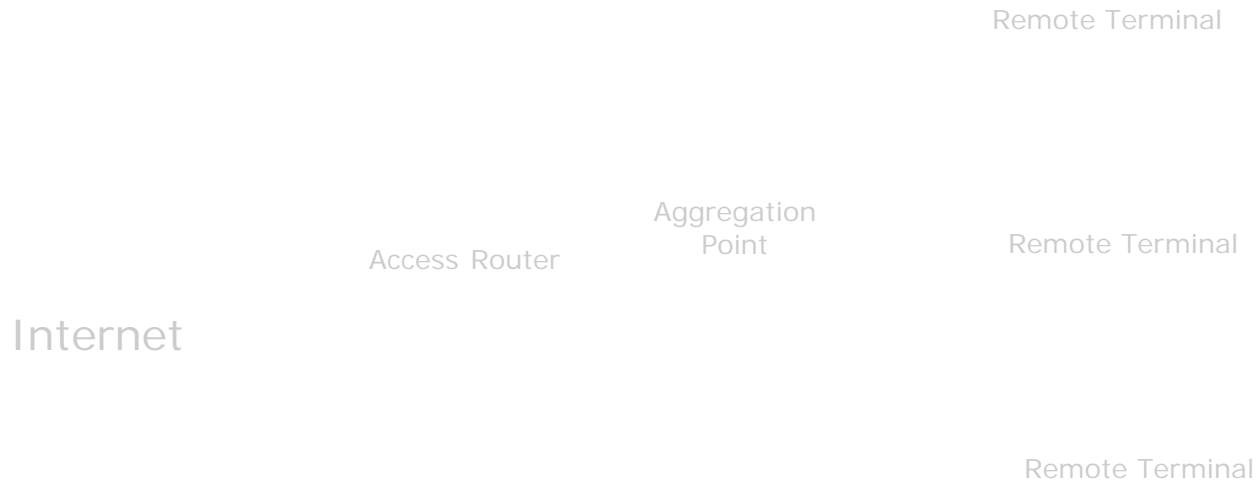 Remote Terminal
Aggregation
Point
Access Router
Remote Terminal
Internet
Remote Terminal